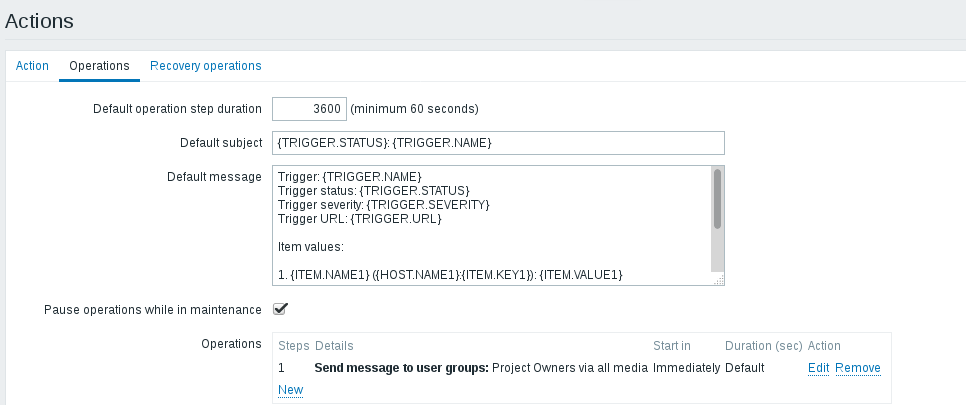 Actions
Action Operations Recovery operations
Default operation step duration 3600 (minimum 60 seconds)
Default subject {TRIGGER.STATUS}: {TRIGGER.NAME}
Default message Trigger: {TRIGGER.NAME}
Trigger status: {TRIGGER.STATUS}
Trigger severity: {TRIGGER.SEVERITY}
Trigger URL: {TRIGGER.URL}
Item values:
1. {ITEM.NAME1} ({HOST.NAME1}:{ITEM.KEY1}): {ITEM.VALUE1}
Pause operations while in maintenance
Operations Steps Details Start in Duration (sec) Action
1 Send message to user groups: Project Owners via all media Immediately Default Edit Remove
New